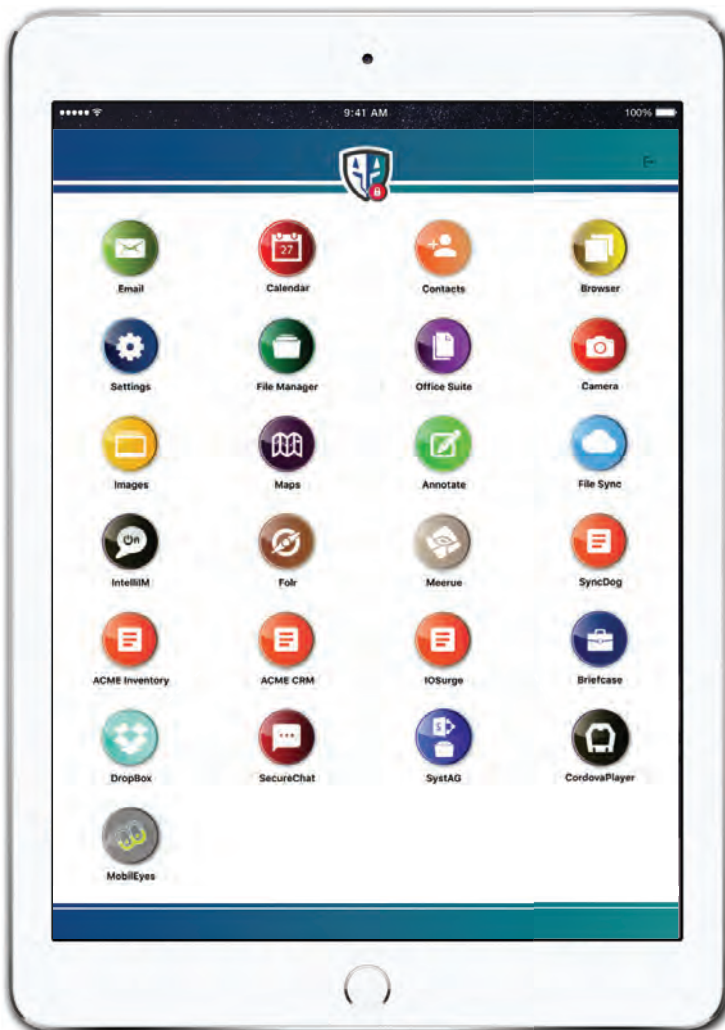 9:41 AM 100%
27
Email Calendar Contacts Browser
Settings File Manager Office Suite Camera
Images Maps Annotate File Sync
On
IntelliIM Folr Meerue SyncDog
ACME Inventory ACME CRM IOSurge Briefcase
S
DropBox SecureChat SystAG CordovaPlayer
MobilEyes